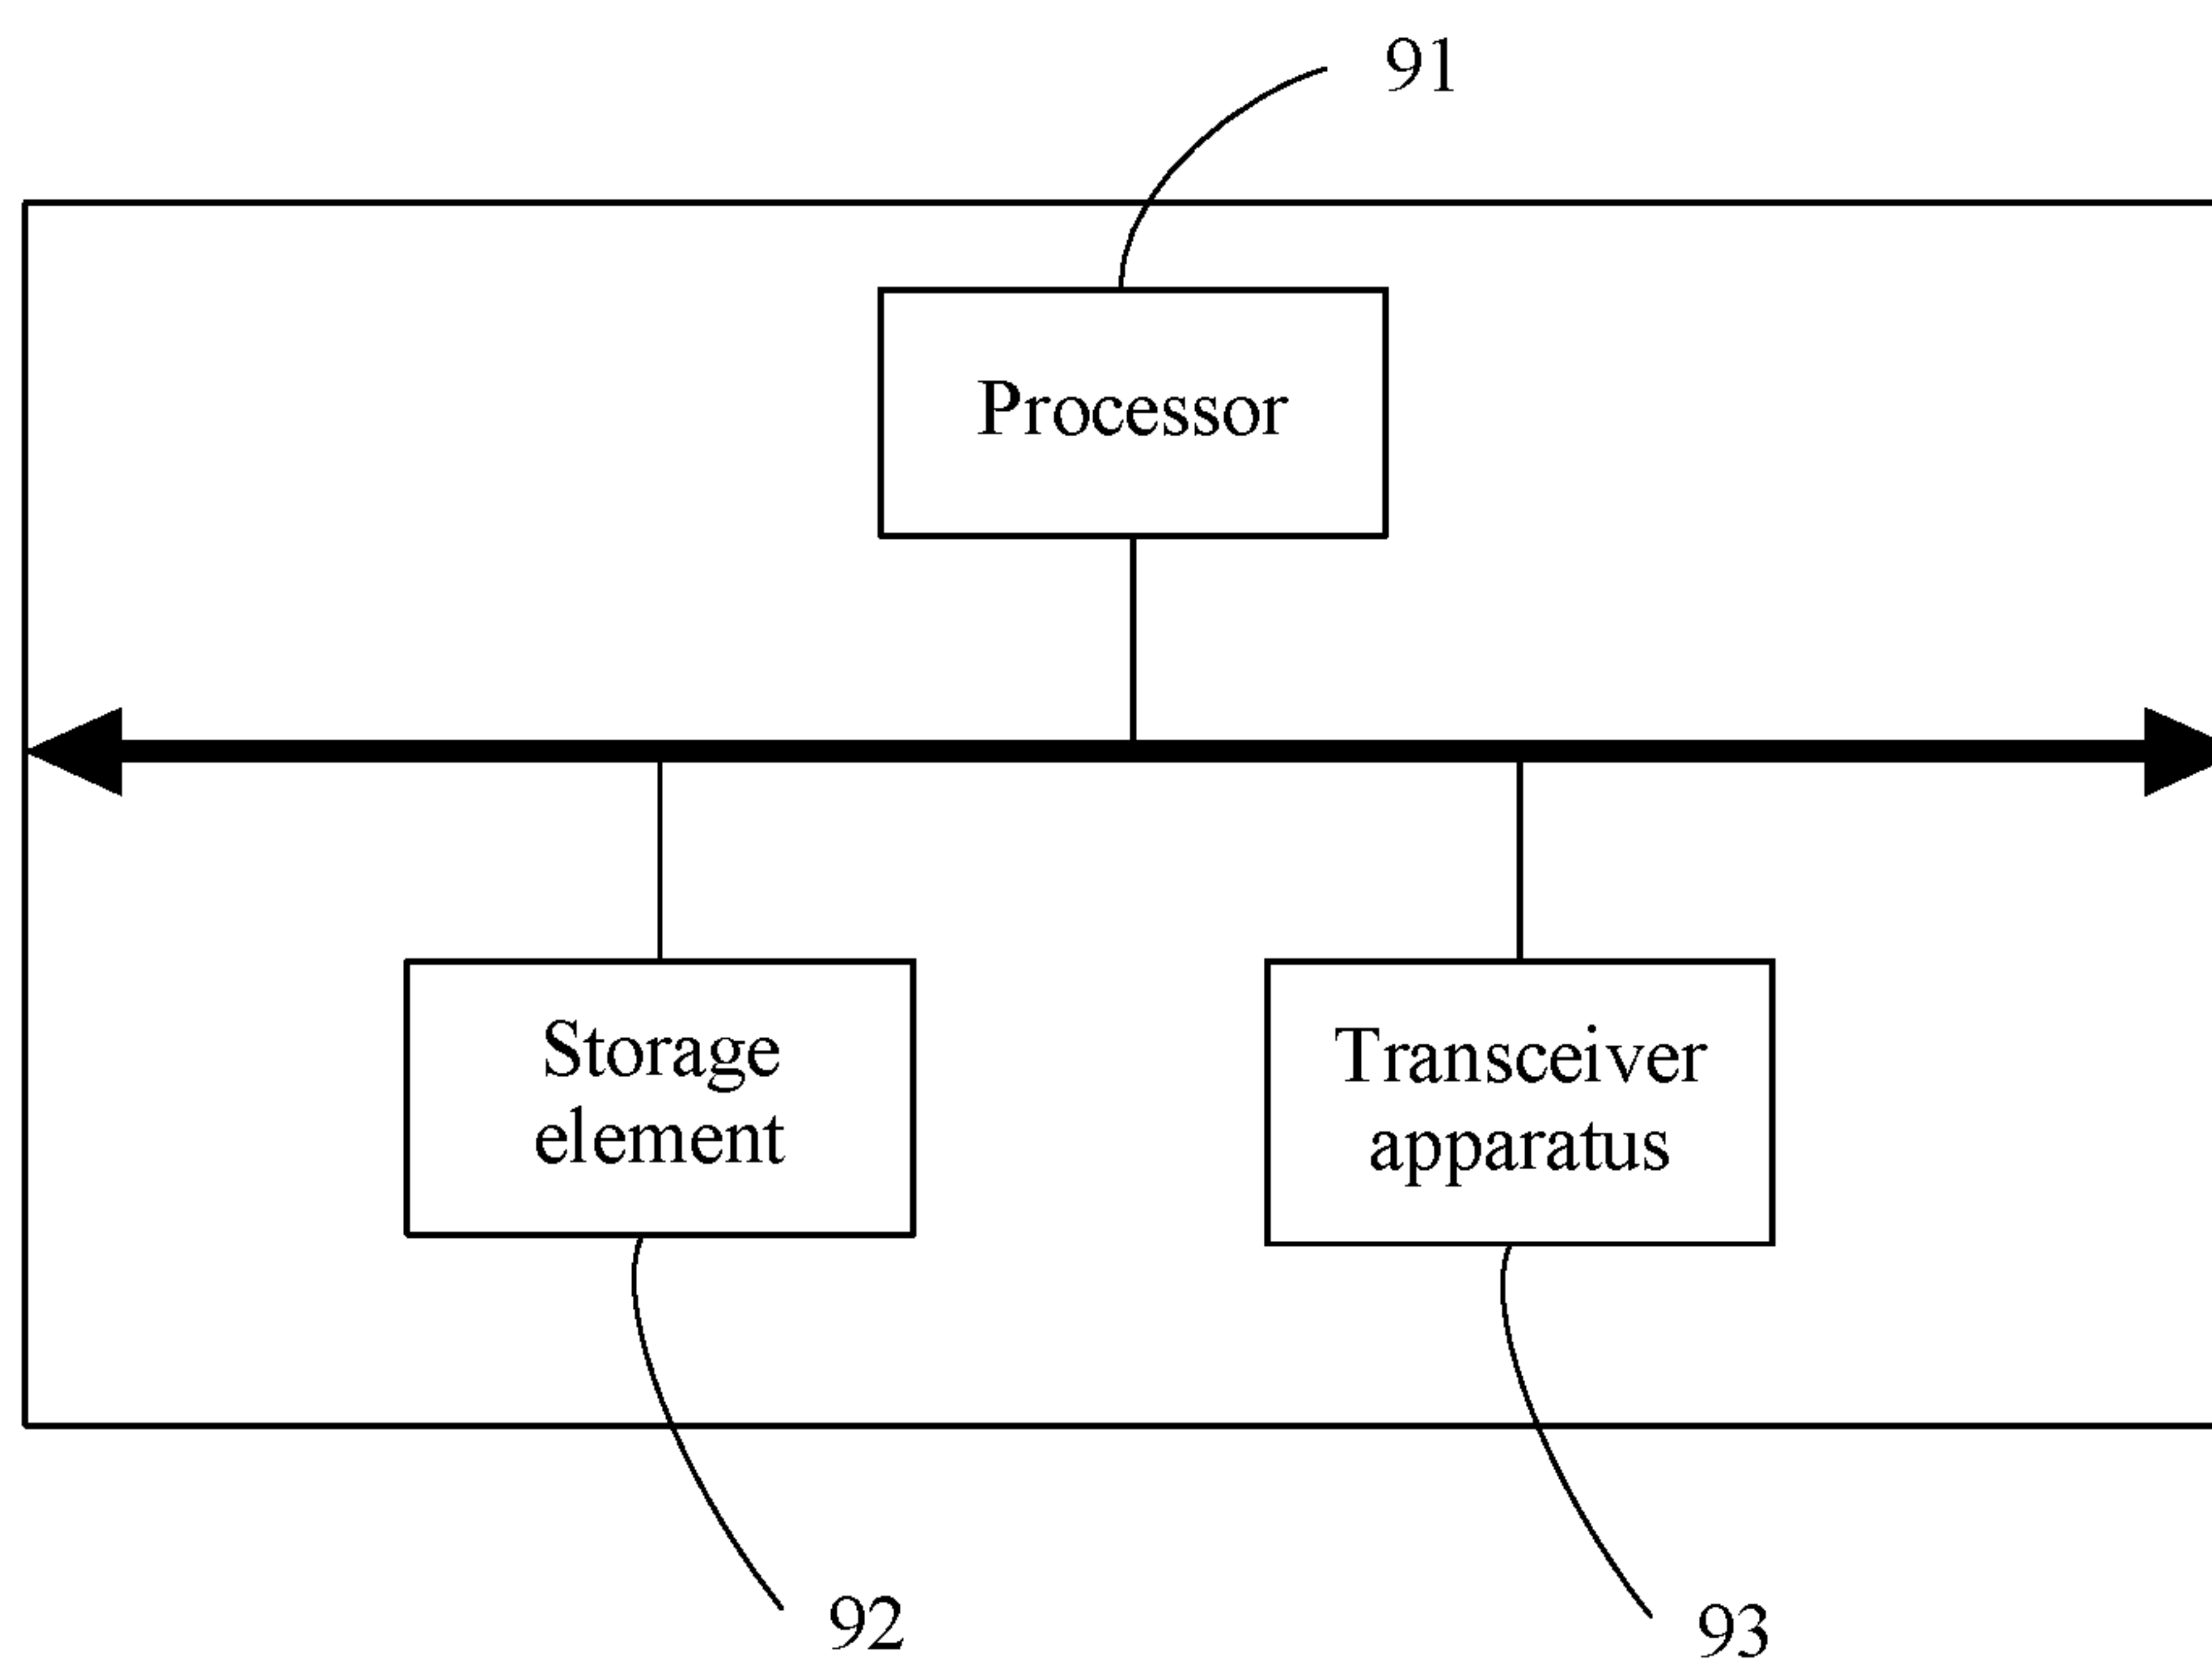 91
Processor
Storage
element
Transceiver
apparatus
92
93